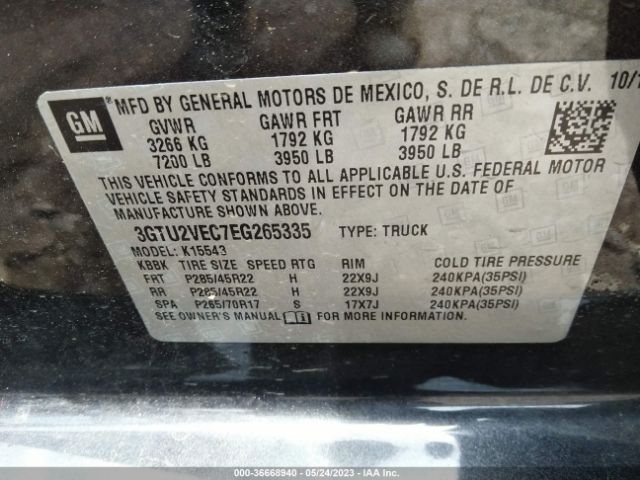 GM
® MFD BY GENERAL MOTORS DE MEXICO, S. DE R.L. DE C.V. 10/1
GVWR GAWR FRT GAWR RR
3266 KG 1792 KG 1792 KG
7200 LB 3950 LB 3950 LB
THIS VEHICLE CONFORMS TO ALL APPLICABLE U.S. FEDERAL MOTOR
VEHICLE SAFETY STANDARDS IN EFFECT ON THE DATE OF
MANUFACTURE SHOWN ABOVE.
3GTU2VEC7EG265335 TYPE: TRUCK
MODEL: K15543
KBBK TIRE SIZE SPEED RTG RIM COLD TIRE PRESSURE
FRT P285/45R22 H 22X9J 240KPA(35PSI)
RR P285/45R22 H 22X9J 240KPA(35PSI)
SPA P265/70R17 S 17X7J 240KPA(35PSI)
SEE OWNER'S MANUAL FOR MORE INFORMATION.
000-36668940 - 05/24/2023 - IAA Inc.